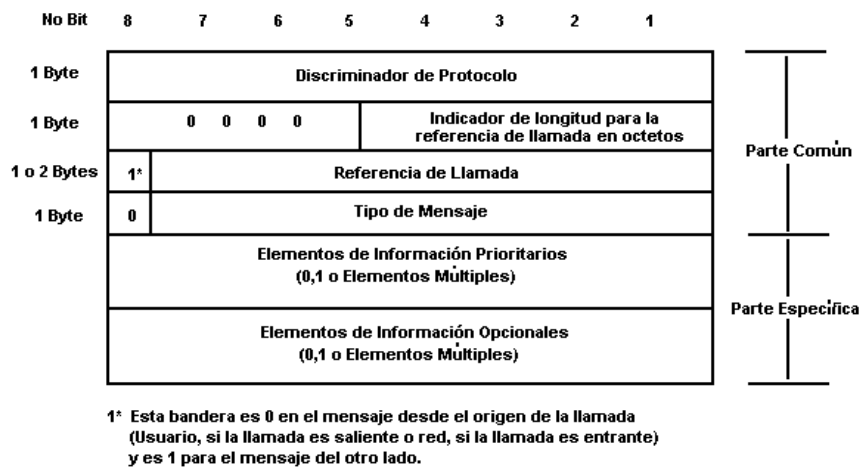 No Bit 8 7 6 5 4 3 2 1
1 Byte Discriminador de Protocolo
1 Byte 0 0 0 0 Indicador de longitud para la
referencia de llamada en octetos
Parte Común
1 o 2 Bytes 1* Referencia de Llamada
1 Byte 0 Tipo de Mensaje
Elementos de Información Prioritarios
(0,1 o Elementos Múltiples)
Parte Específica
Elementos de Información Opcionales
(0,1 o Elementos Múltiples)
1* Esta bandera es 0 en el mensaje desde el origen de la llamada
(Usuario, si la llamada es saliente o red, si la llamada es entrante)
y es 1 para el mensaje del otro lado.